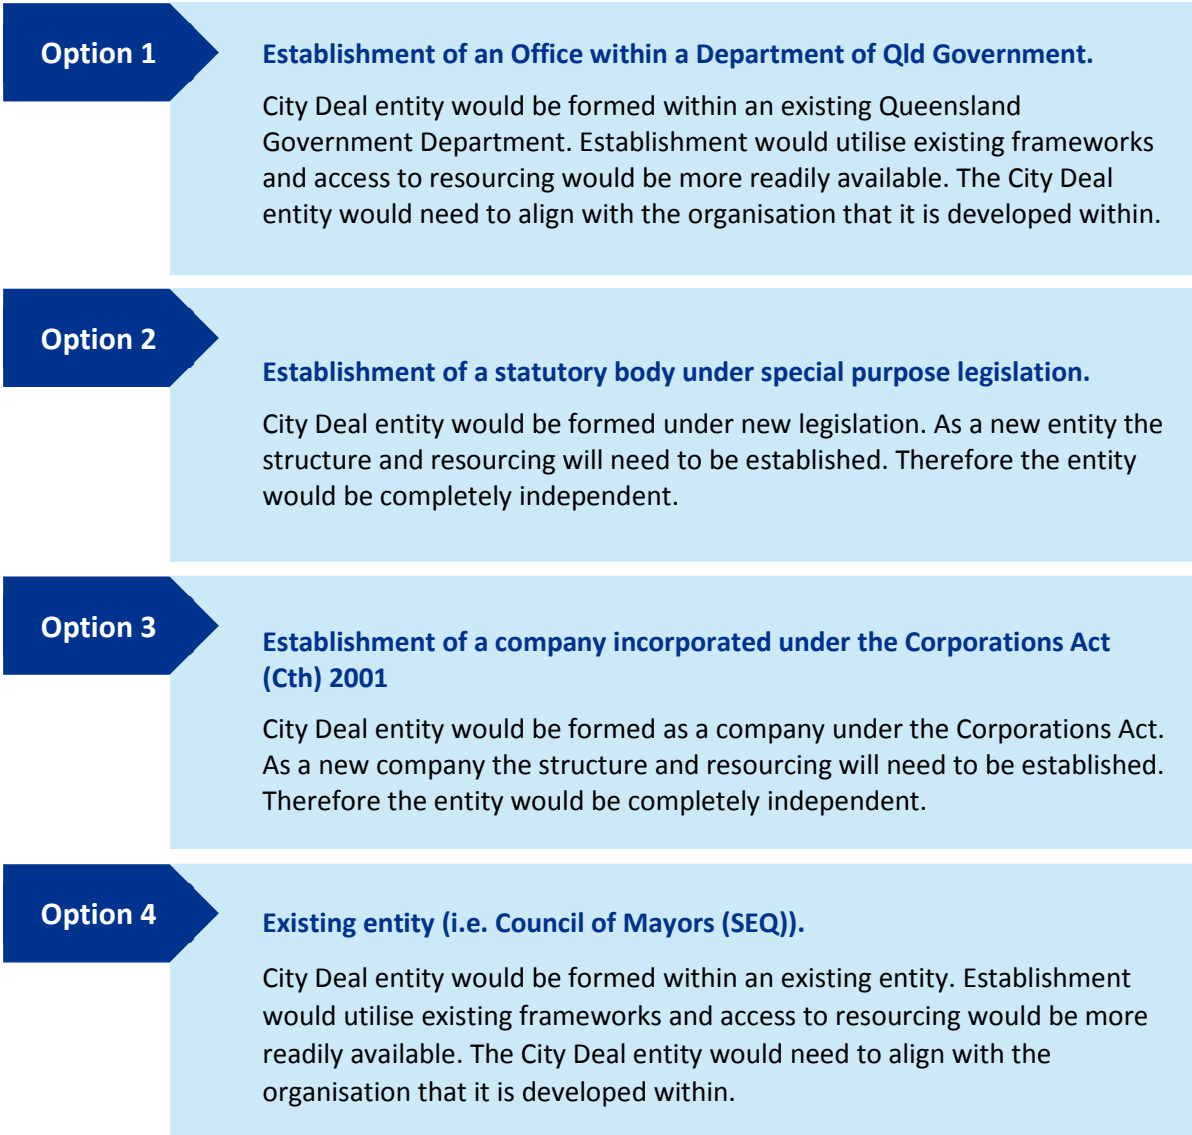 Option 1
Establishment of an Office within a Department of Qld Government.
City Deal entity would be formed within an existing Queensland
Government Department. Establishment would utilise existing frameworks
and access to resourcing would be more readily available. The City Deal
entity would need to align with the organisation that it is developed within.
Option 2
Establishment of a statutory body under special purpose legislation.
City Deal entity would be formed under new legislation. As a new entity the
structure and resourcing will need to be established. Therefore the entity
would be completely independent.
Option 3
Establishment of a company incorporated under the Corporations Act
(Cth) 2001
City Deal entity would be formed as a company under the Corporations Act.
As a new company the structure and resourcing will need to be established.
Therefore the entity would be completely independent.
Option 4
Existing entity (i.e. Council of Mayors (SEQ)).
City Deal entity would be formed within an existing entity. Establishment
would utilise existing frameworks and access to resourcing would be more
readily available. The City Deal entity would need to align with the
organisation that it is developed within.